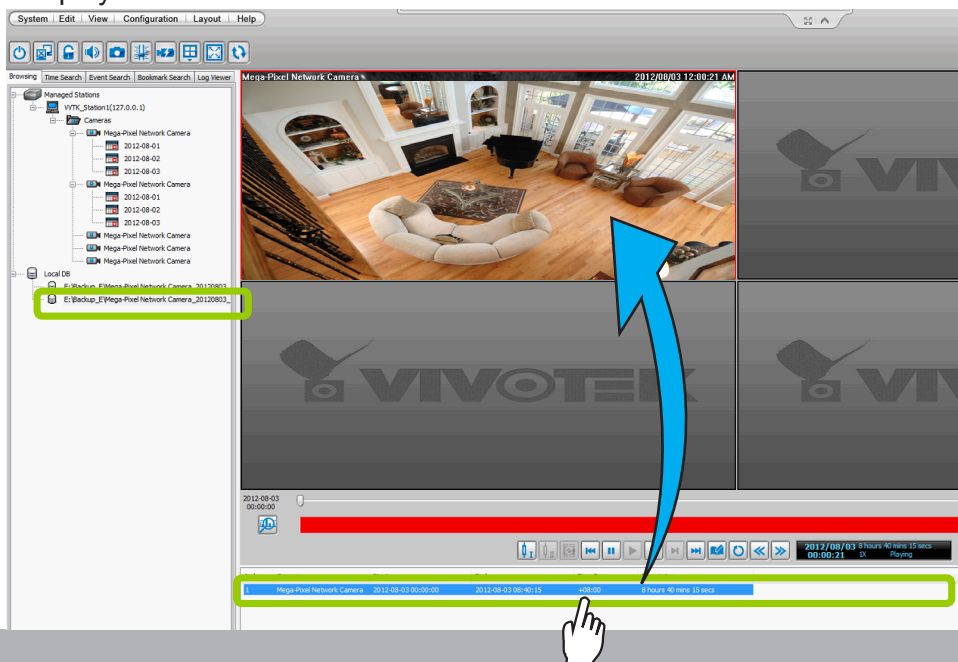 System Edit View Configuration Layout Help
Browsing Time Search Event Search Bookmark Search Log Viewer
Mega-Pixel Network Camera 2012/08/03 12:00:21 AM
Managed Stations
VVTK_Station1(127.0.0.1)
Cameras
Mega-Pixel Network Camera
2012-08-01
2012-08-02
2012-08-03
Mega-Pixel Network Camera
2012-08-01
2012-08-02
2012-08-03
Mega-Pixel Network Camera
Mega-Pixel Network Camera
Mega-Pixel Network Camera
Local DB
E:\Backup_E\Mega-Pixel Network Camera_20120803_
E:\Backup_E\Mega-Pixel Network Camera_20120803_
VIVOTEK
2012-08-03
00:00:00
2012/08/03 8 hours 40 mins 15 secs
00:00:21 1X Playing
1 Mega-Pixel Network Camera 2012-08-03 00:00:00 2012-08-03 08:40:15 +08:00 8 hours 40 mins 15 secs